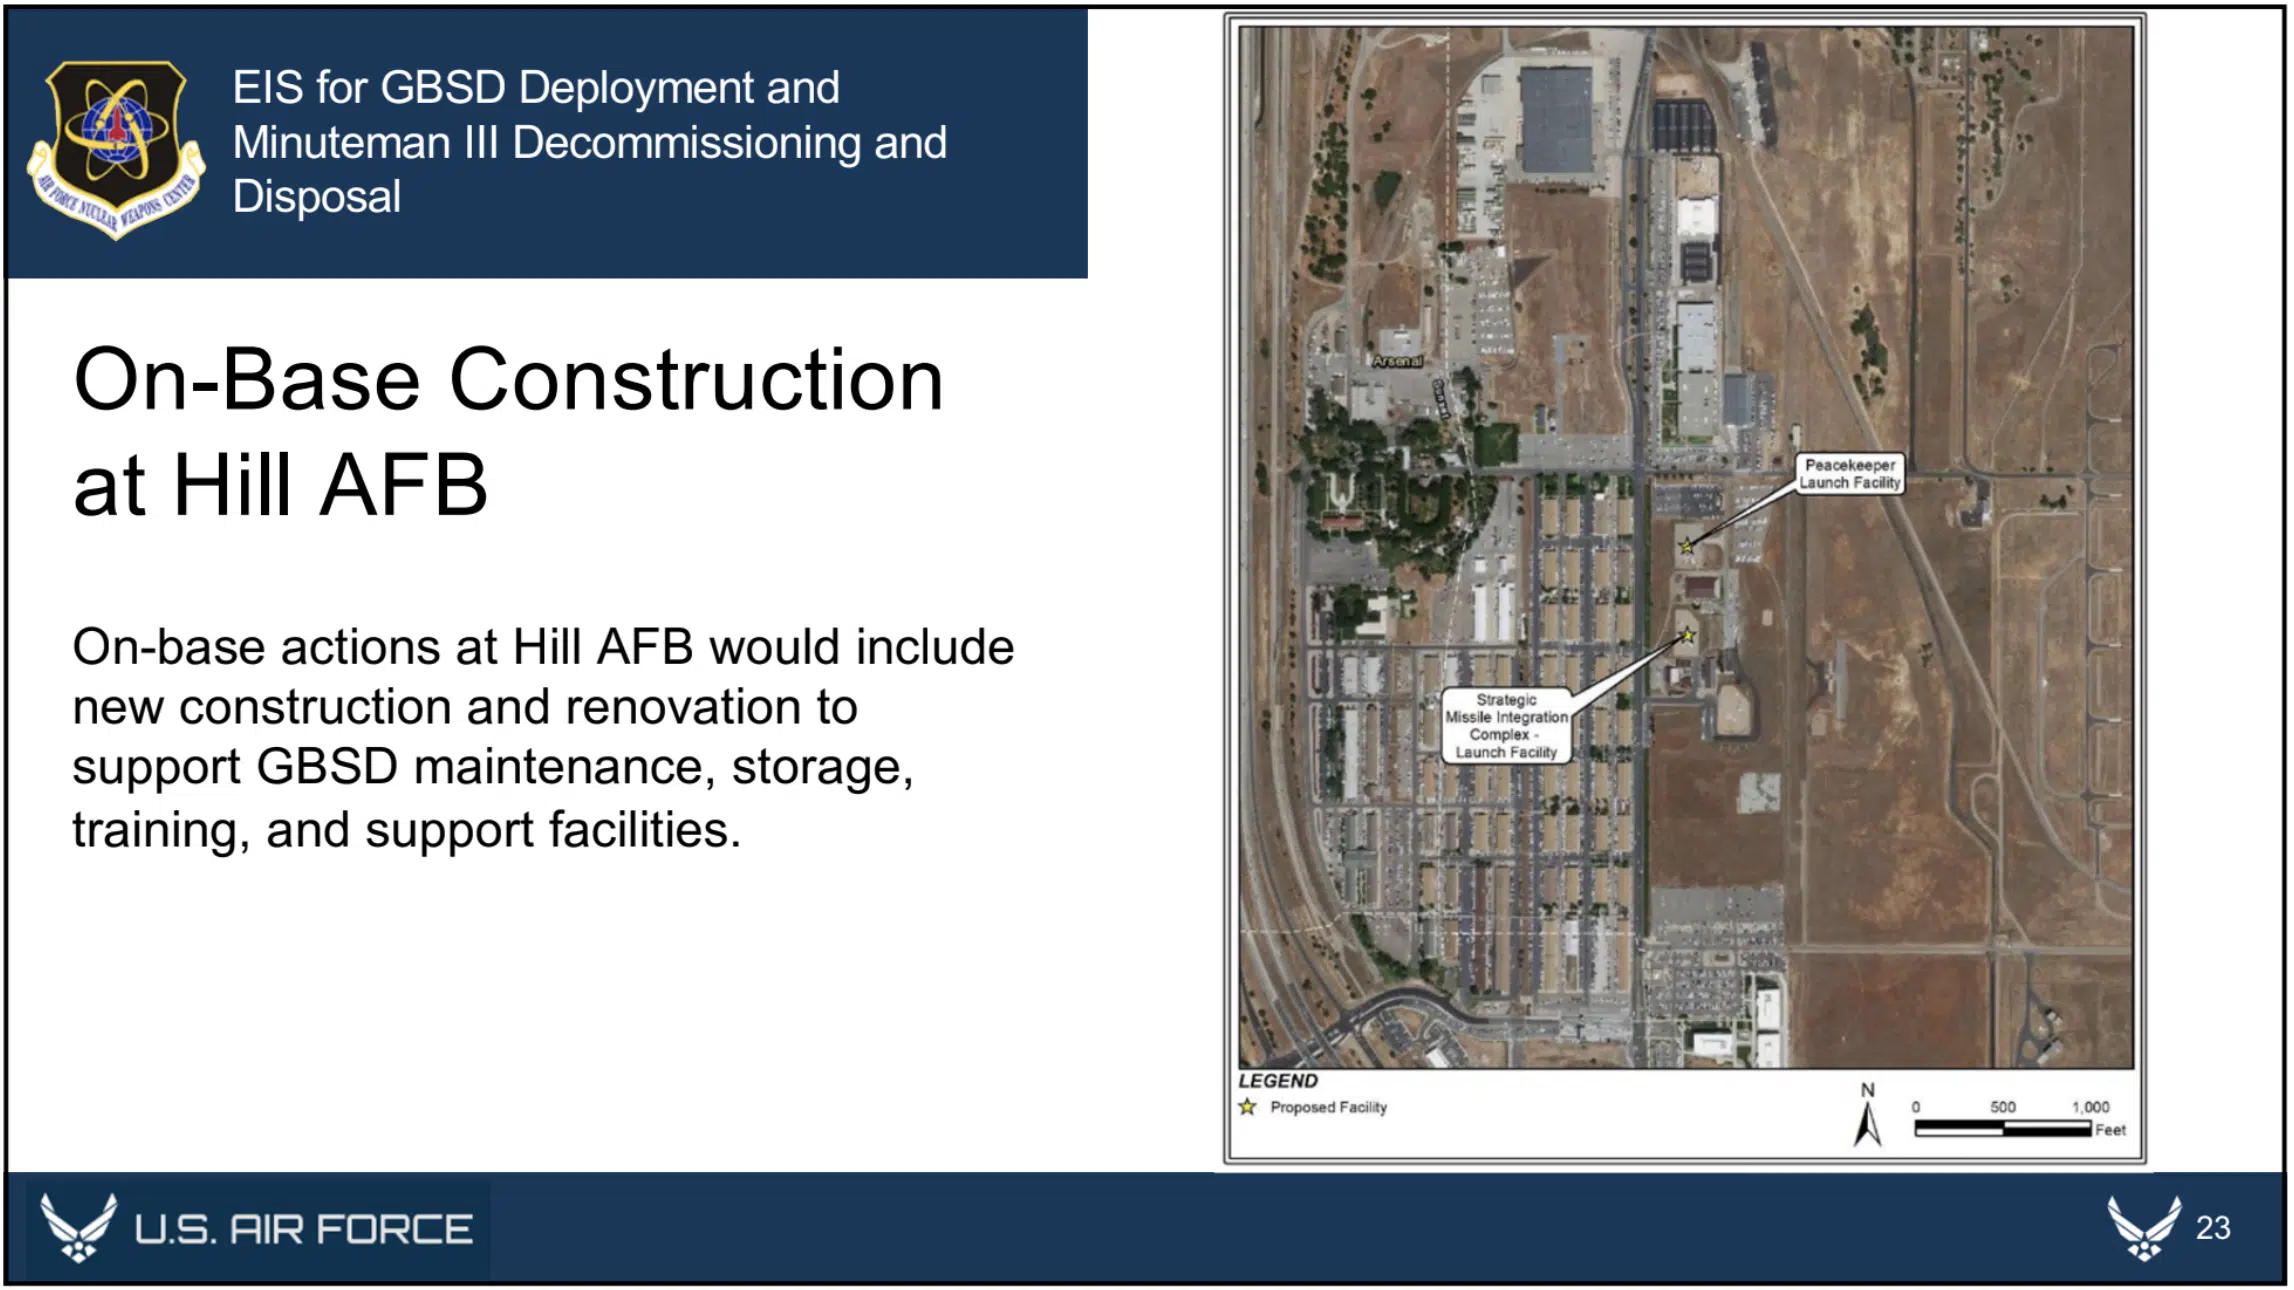 EIS for GBSD Deployment and
Minuteman III Decommissioning and
Disposal
AIR FORCE NUCLEAR WEAPONS CENTER
On-Base Construction
at Hill AFB
On-base actions at Hill AFB would include
new construction and renovation to
support GBSD maintenance, storage,
training, and support facilities.
Arsenal
Sunset
Peacekeeper
Launch Facility
Strategic
Missile Integration
Complex -
Launch Facility
LEGEND
Proposed Facility
N
0 500 1,000
Feet
U.S. AIR FORCE
23